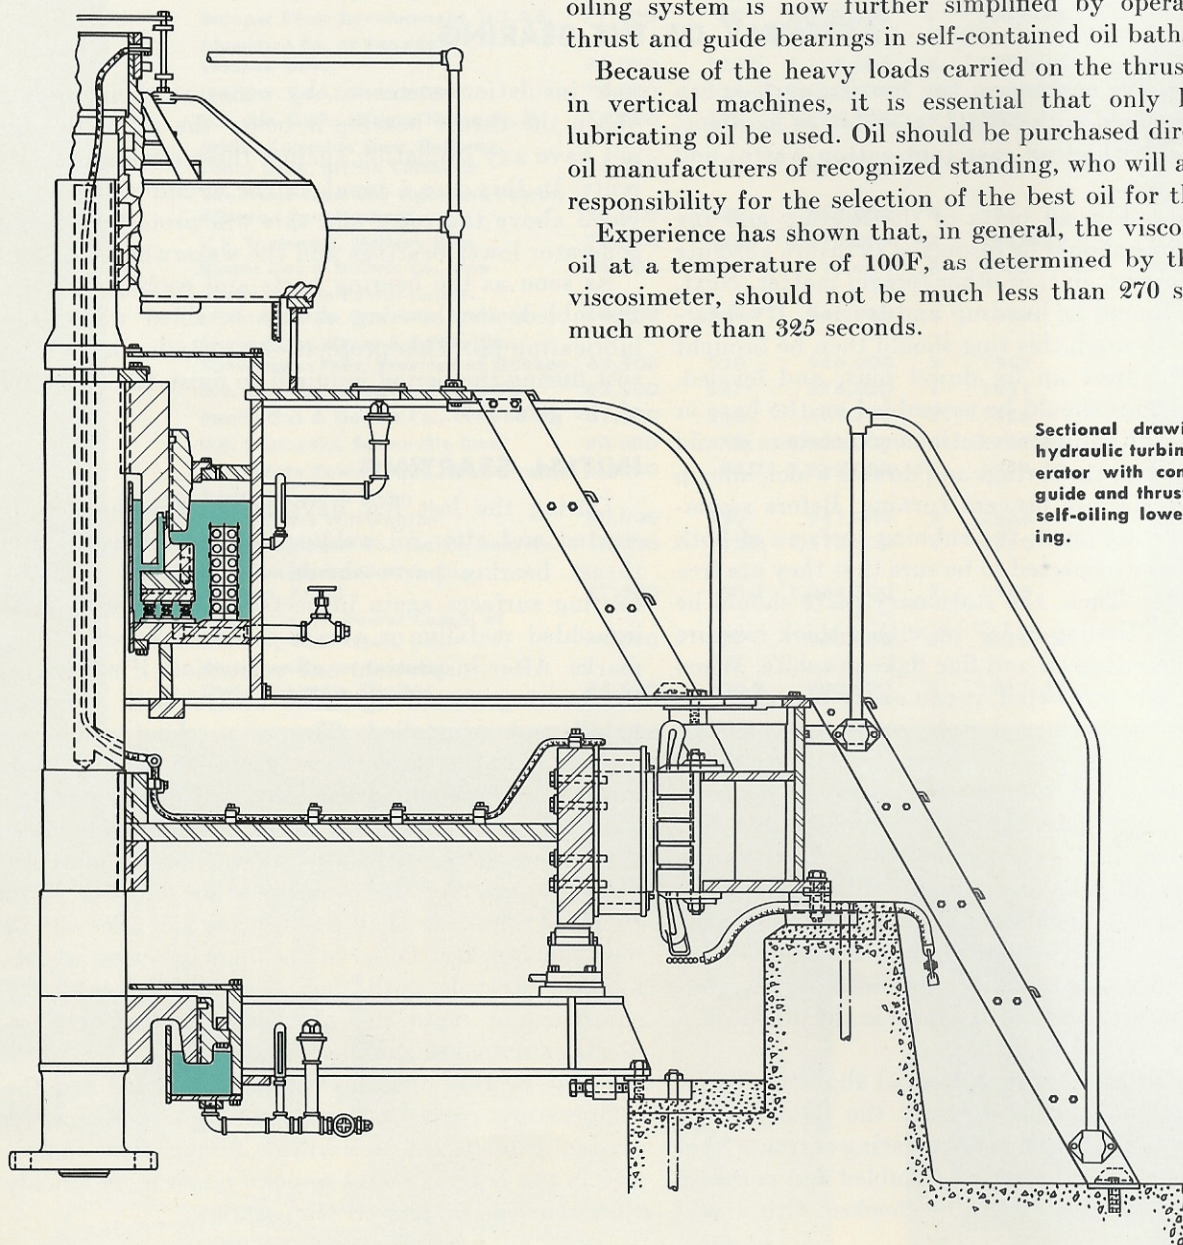 oiling system is now further simplified by opera
thrust and guide bearings in self-contained oil bath
Because of the heavy loads carried on the thrus
in vertical machines, it is essential that only
lubricating oil be used. Oil should be purchased dir
oil manufacturers of recognized standing, who will a
responsibility for the selection of the best oil for th
Experience has shown that, in general, the visco
oil at a temperature of 100F, as determined by th
viscosimeter, should not be much less than 270 s
much more than 325 seconds.
Sectional drawi
hydraulic turbin
erator with com
guide and thrus
self-oiling lowe
ing.